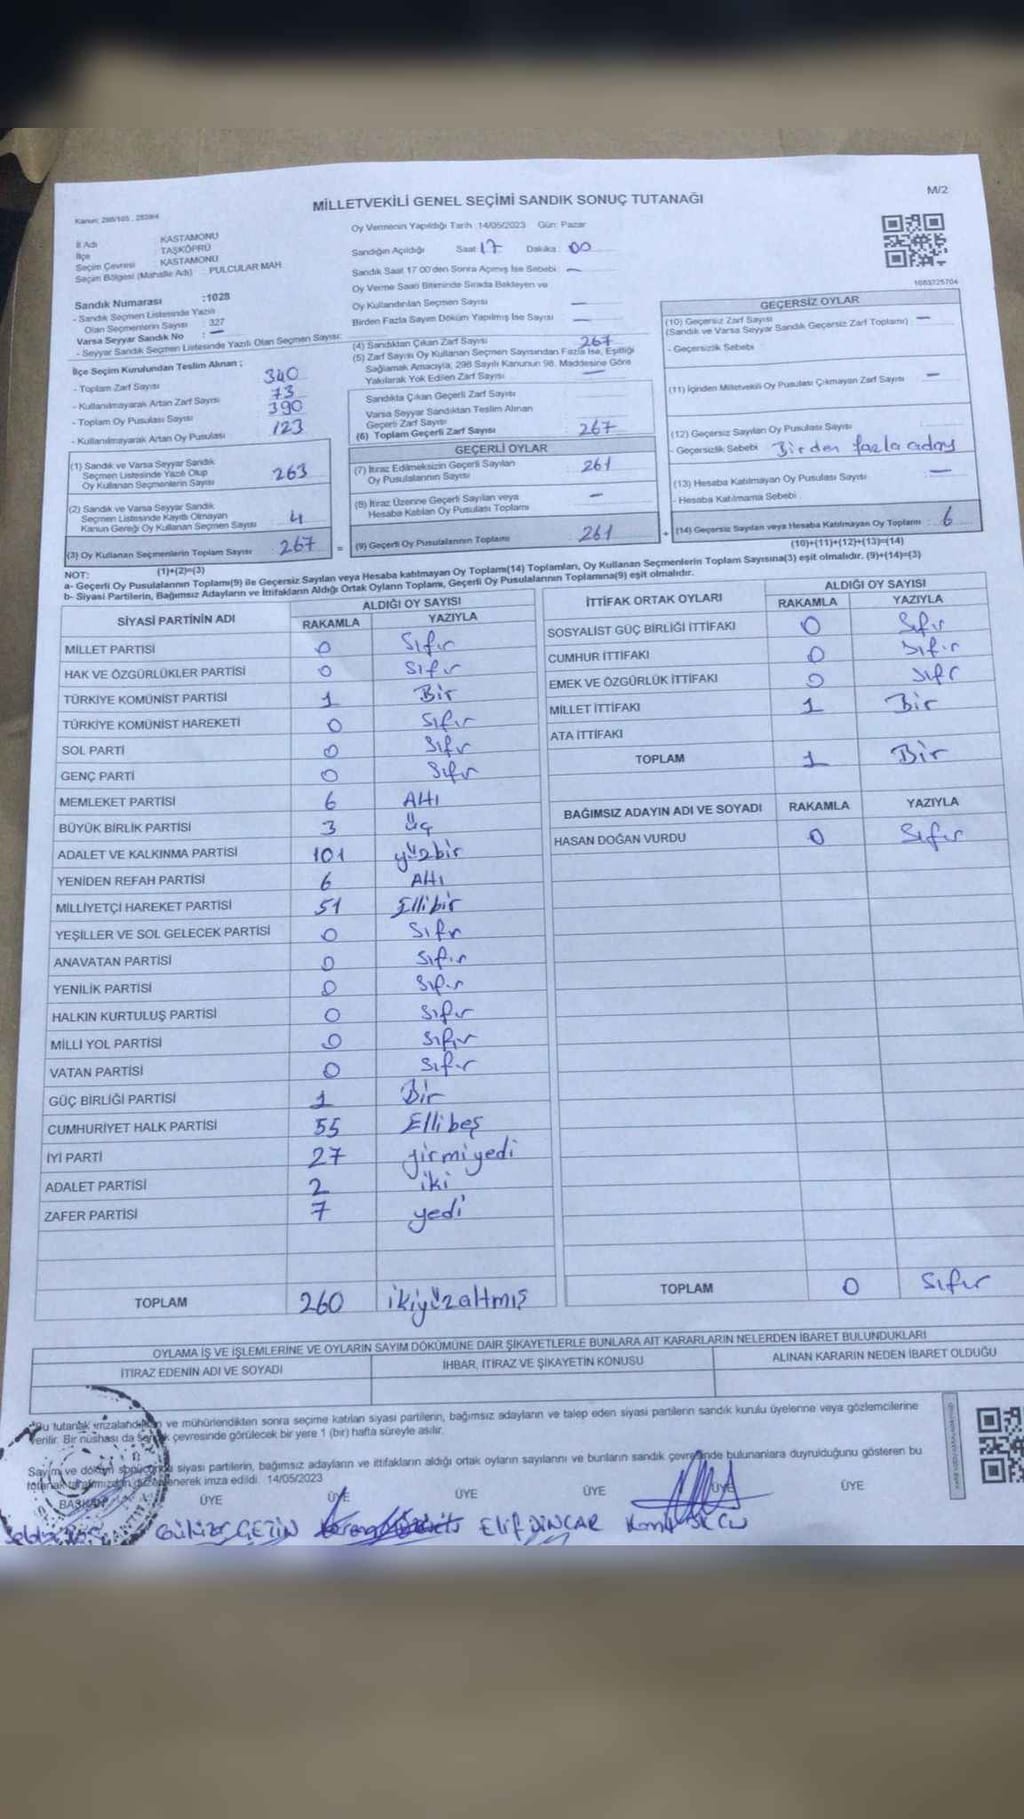 M/2
MİLLETVEKİLİ GENEL SEÇİMİ SANDIK SONUÇ TUTANAĞI
İl Adı KASTAMONU
İlçe : TAŞKÖPRÜ
Seçim Çevresi KASTAMONU
Seçim Bölgesi (Mahalle Adı) : PULCULAR MAH
Sandık Numarası :1028
- Sandık Seçmen Listesinde Yazılı
Olan Seçmenlerin Sayısı : 327
Varsa Seyyar Sandık No : —
- Seyyar Sandık Seçmen Listesinde Yazılı Olan Seçmen Sayısı:
İlçe Seçim Kurulundan Teslim Alınan ;
- Toplam Zarf Sayısı 340
- Kullanılmayarak Artan Zarf Sayısı 73
- Toplam Oy Pusulası Sayısı 390
- Kullanılmayarak Artan Oy Pusulası 123
Oy Vermenin Yapıldığı Tarih :14/05/2023 Gün: Pazar
Sandığın Açıldığı Saat 17 Dakika 00
Sandık Saat 17 00'den Sonra Açımış İse Sebebi —
Oy Verme Saati Bitiminde Sırada Bekleyen ve
Oy Kullandırılan Seçmen Sayısı —
Birden Fazla Sayım Döküm Yapılmış İse Sayısı —
(4) Sandıktan Çıkan Zarf Sayısı 267
(5) Zarf Sayısı Oy Kullanan Seçmen Sayısından Fazla İse, Eşitliği
Sağlamak Amacıyla, 298 Sayılı Kanunun 98. Maddesine Göre
Yakılarak Yok Edilen Zarf Sayısı —
Sandıkta Çıkan Geçerli Zarf Sayısı
Varsa Seyyar Sandıktan Teslim Alınan
Geçerli Zarf Sayısı
(6) Toplam Geçerli Zarf Sayısı 267
1083725704
GEÇERSİZ OYLAR
(10) Geçersiz Zarf Sayısı —
(Sandık ve Varsa Seyyar Sandık Geçersiz Zarf Toplamı)
- Geçersizlik Sebebi
(11) İçinden Milletvekili Oy Pusulası Çıkmayan Zarf Sayısı —
(12) Geçersiz Sayılan Oy Pusulası Sayısı
- Geçersizlik Sebebi Birden fazla aday
(13) Hesaba Katılmayan Oy Pusulası Sayısı —
- Hesaba Katılmama Sebebi
(14) Geçersiz Sayılan veya Hesaba Katılmayan Oy Toplamı : 6
(10)+(11)+(12)+(13)=(14)
(1) Sandık ve Varsa Seyyar Sandık
Seçmen Listesinde Yazılı Olup
Oy Kullanan Seçmenlerin Sayısı 263
(2) Sandık ve Varsa Seyyar Sandık
Seçmen Listesinde Kayıtlı Olmayan
Kanun Gereği Oy Kullanan Seçmen Sayısı 4
(3) Oy Kullanan Seçmenlerin Toplam Sayısı 267
(1)+(2)=(3)
GEÇERLİ OYLAR
(7) İtiraz Edilmeksizin Geçerli Sayılan
Oy Pusulalarının Sayısı 261
(8) İtiraz Üzerine Geçerli Sayılan veya
Hesaba Katılan Oy Pusulası Toplamı —
= (9) Geçerli Oy Pusulalarının Toplamı 261 +
NOT:
a- Geçerli Oy Pusulalarının Toplamı(9) ile Geçersiz Sayılan veya Hesaba katılmayan Oy Toplamı(14) Toplamları, Oy Kullanan Seçmenlerin Toplam Sayısına(3) eşit olmalıdır. (9)+(14)=(3)
b- Siyasi Partilerin, Bağımsız Adayların ve İttifakların Aldığı Ortak Oyların Toplamı, Geçerli Oy Pusulalarının Toplamına(9) eşit olmalıdır.
SİYASİ PARTİNİN ADI ALDIĞI OY SAYISI
RAKAMLA YAZIYLA
MİLLET PARTİSİ 0 Sıfır
HAK VE ÖZGÜRLÜKLER PARTİSİ 0 Sıfır
TÜRKİYE KOMÜNİST PARTİSİ 1 Bir
TÜRKİYE KOMÜNİST HAREKETİ 0 Sıfır
SOL PARTİ 0 Sıfır
GENÇ PARTİ 0 Sıfır
MEMLEKET PARTİSİ 6 Altı
BÜYÜK BİRLİK PARTİSİ 3 Üç
ADALET VE KALKINMA PARTİSİ 101 yüzbir
YENİDEN REFAH PARTİSİ 6 Altı
MİLLİYETÇİ HAREKET PARTİSİ 51 Ellibir
YEŞİLLER VE SOL GELECEK PARTİSİ 0 Sıfır
ANAVATAN PARTİSİ 0 Sıfır
YENİLİK PARTİSİ 0 Sıfır
HALKIN KURTULUŞ PARTİSİ 0 Sıfır
MİLLİ YOL PARTİSİ 0 Sıfır
VATAN PARTİSİ 0 Sıfır
GÜÇ BİRLİĞİ PARTİSİ 1 Bir
CUMHURİYET HALK PARTİSİ 55 Ellibeş
İYİ PARTİ 27 yirmiyedi
ADALET PARTİSİ 2 iki
ZAFER PARTİSİ 7 yedi
TOPLAM 260 ikiyüzaltmış
İTTİFAK ORTAK OYLARI ALDIĞI OY SAYISI
RAKAMLA YAZIYLA
SOSYALİST GÜÇ BİRLİĞİ İTTİFAKI 0 Sıfır
CUMHUR İTTİFAKI 0 Sıfır
EMEK VE ÖZGÜRLÜK İTTİFAKI 0 Sıfır
MİLLET İTTİFAKI 1 Bir
ATA İTTİFAKI
TOPLAM 1 Bir
BAĞIMSIZ ADAYIN ADI VE SOYADI RAKAMLA YAZIYLA
HASAN DOĞAN VURDU 0 Sıfır
TOPLAM 0 Sıfır
OYLAMA İŞ VE İŞLEMLERİNE VE OYLARIN SAYIM DÖKÜMÜNE DAİR ŞİKAYETLERLE BUNLARA AİT KARARLARIN NELERDEN İBARET BULUNDUKLARI
İTİRAZ EDENİN ADI VE SOYADI İHBAR, İTİRAZ VE ŞİKAYETİN KONUSU ALINAN KARARIN NEDEN İBARET OLDUĞU
Bu tutanak imzalandıktan ve mühürlendikten sonra seçime katılan siyasi partilerin, bağımsız adayların ve talep eden siyasi partilerin sandık kurulu üyelerine veya gözlemcilerine
verilir. Bir nüshası da sandık çevresinde görülecek bir yere 1 (bir) hafta süreyle asılır.
Sayım ve döküm sonucunda siyasi partilerin, bağımsız adayların ve ittifakların aldığı ortak oyların sayılarını ve bunların sandık çevresinde bulunanlara duyrulduğunu gösteren bu
tutanak tarafımızdan düzenlenerek imza edildi. 14/05/2023
BAŞKAN ÜYE ÜYE ÜYE ÜYE ÜYE ÜYE
ELİF DİNÇAR